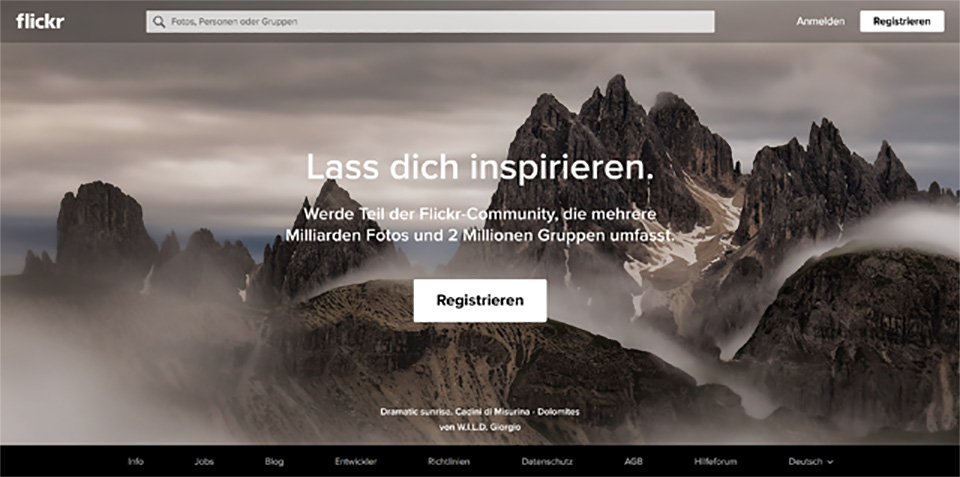 flickr
Fotos, Personen oder Gruppen
Anmelden
Registrieren
Lass dich inspirieren.
Werde Teil der Flickr-Community, die mehrere
Milliarden Fotos und 2 Millionen Gruppen umfasst.
Registrieren
Dramatic sunrise. Cadini di Misurina - Dolomites
von W.I.L.D. Giorgio
Info
Jobs
Blog
Entwickler
Richtlinien
Datenschutz
AGB
Hilfeforum
Deutsch